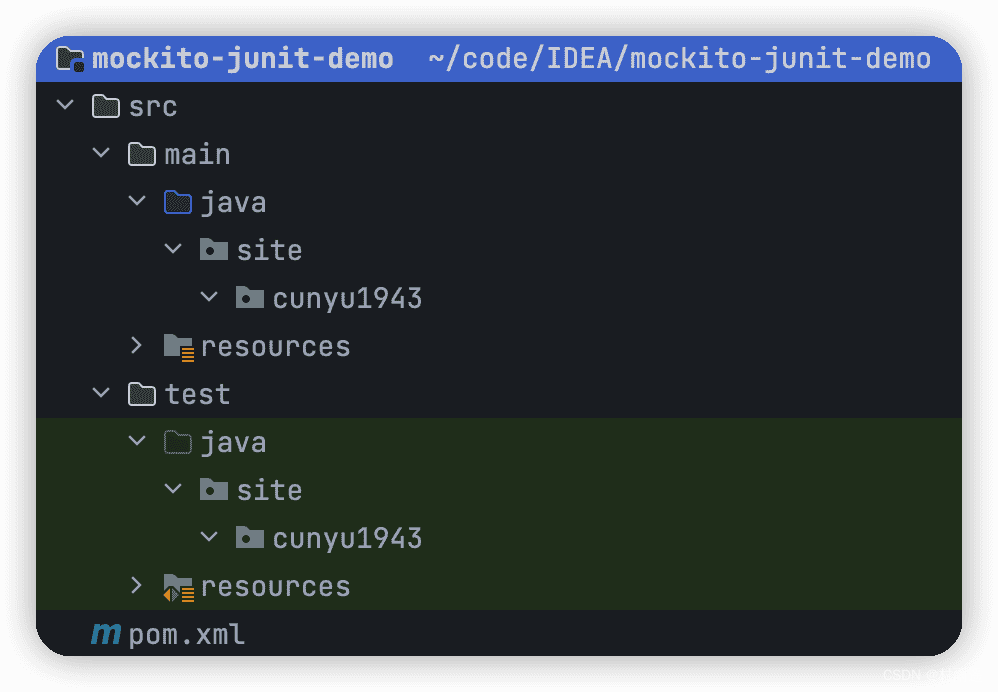 mockito-junit-demo ~/code/IDEA/mockito-junit-demo
src
main
java
site
cunyu1943
resources
test
java
site
cunyu1943
resources
m pom.xml
CSDN